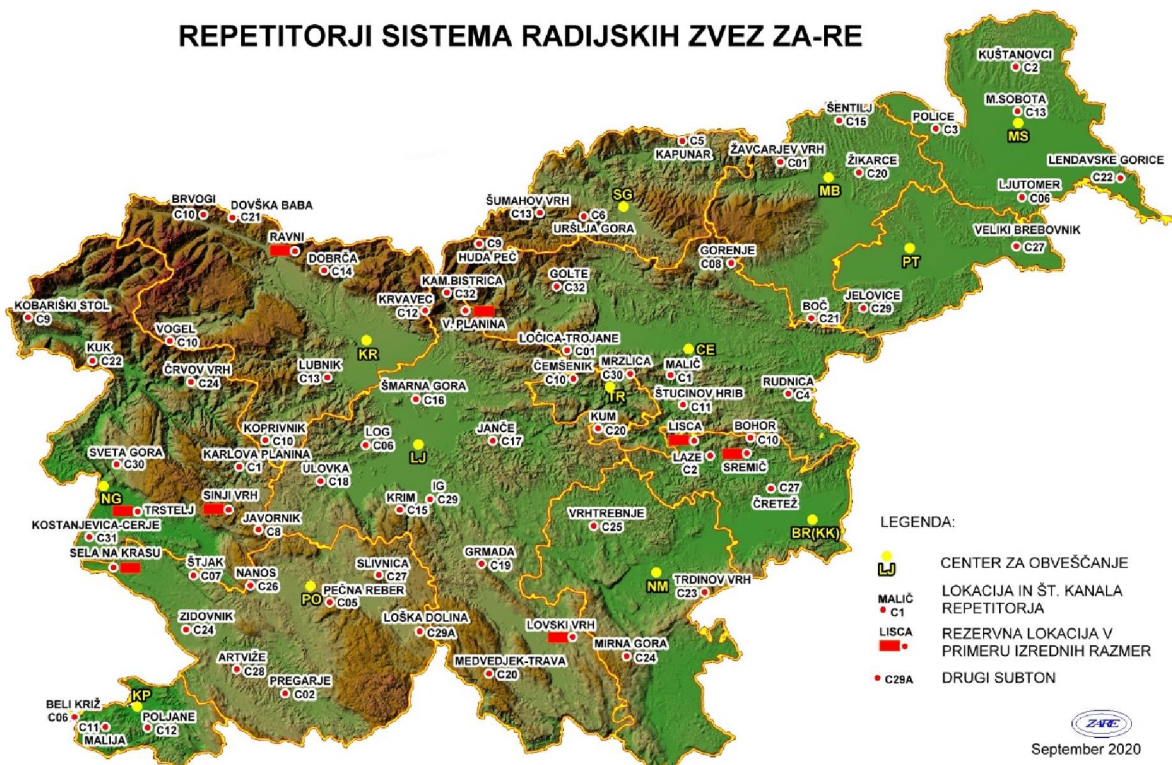 REPETITORJI SISTEMA RADIJSKIH ZVEZ ZA-RE
KUŠTANOVCI
C2
M.SOBOTA
C13
MS
ŠENTILJ
C15
POLICE
C3
C5
KAPUNAR
ŽAVCARJEV VRH
C01
ŽIKARCE
C20
MB
LENDAVSKE GORICE
C22
LJUTOMER
C06
VELIKI BREBOVNIK
C27
BRVOGI
C10
DOVŠKA BABA
C21
RAVNI
DOBRČA
C14
ŠUMAHOV VRH
C13
SG
C6
URŠLJA GORA
C9
HUDA PEČ
GORENJE
C08
PT
KOBARIŠKI STOL
C9
KAM.BISTRICA
C32
GOLTE
C32
KRVAVEC
C12
V. PLANINA
BOČ
C21
JELOVICE
C29
VOGEL
C10
KUK
C22
ČRVOV VRH
C24
KR
LUBNIK
C13
LOČICA-TROJANE
C01
ČEMŠENIK
C10
MRZLICA
C30
CE
MALIČ
C1
TR
ŠTUCINOV HRIB
C11
RUDNICA
C4
ŠMARNA GORA
C16
KOPRIVNIK
C10
LOG
C06
LJ
JANČE
C17
KUM
C20
LISCA
BOHOR
C10
LAZE
C2
SREMIČ
SVETA GORA
C30
KARLOVA PLANINA
C1
ULOVKA
C18
NG
TRSTELJ
SINJI VRH
IG
C29
KRIM
C15
C27
ČRETEŽ
VRHTREBNJE
C25
BR(KK)
KOSTANJEVICA-CERJE
C31
JAVORNIK
C8
SELA NA KRASU
ŠTJAK
C07
NANOS
C26
SLIVNICA
C27
GRMADA
C19
PO
PEČNA REBER
C05
NM
TRDINOV VRH
C23
ZIDOVNIK
C24
LOŠKA DOLINA
C29A
LOVSKI VRH
MIRNA GORA
C24
ARTVIŽE
C28
MEDVEDJEK-TRAVA
C20
PREGARJE
C02
BELI KRIŽ
C06
KP
C11
MALIJA
POLJANE
C12
LEGENDA:
LJ
CENTER ZA OBVEŠČANJE
MALIČ
C1
LOKACIJA IN ŠT. KANALA
REPETITORJA
LISCA
REZERVNA LOKACIJA V
PRIMERU IZREDNIH RAZMER
C29A
DRUGI SUBTON
ZARE
September 2020